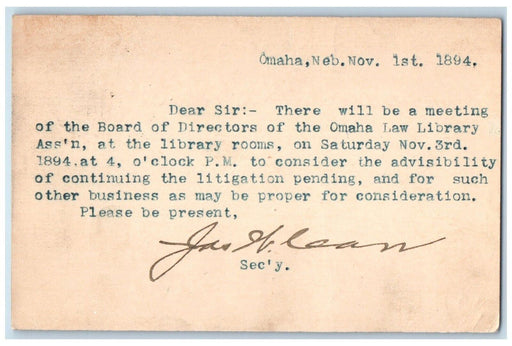 Omaha,Neb.Nov. 1st. 1894.
Dear Sir:- There will be a meeting
of the Board of Directors of the Omaha Law Library
Ass'n, at the library rooms, on Saturday Nov.3rd.
1894.at 4, o'clock P.M. to consider the advisibility
of continuing the litigation pending, and for such
other business as may be proper for consideration.
Please be present,
Jas W. Carr
Sec'y.